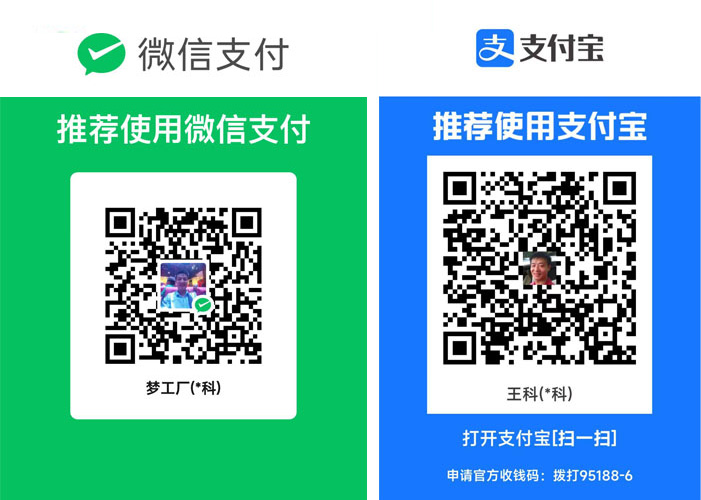 微信支付
推荐使用微信支付
梦工厂(*科)
支付宝
推荐使用支付宝
王科(*科)
打开支付宝[扫一扫]
申请官方收钱码：拨打95188-6